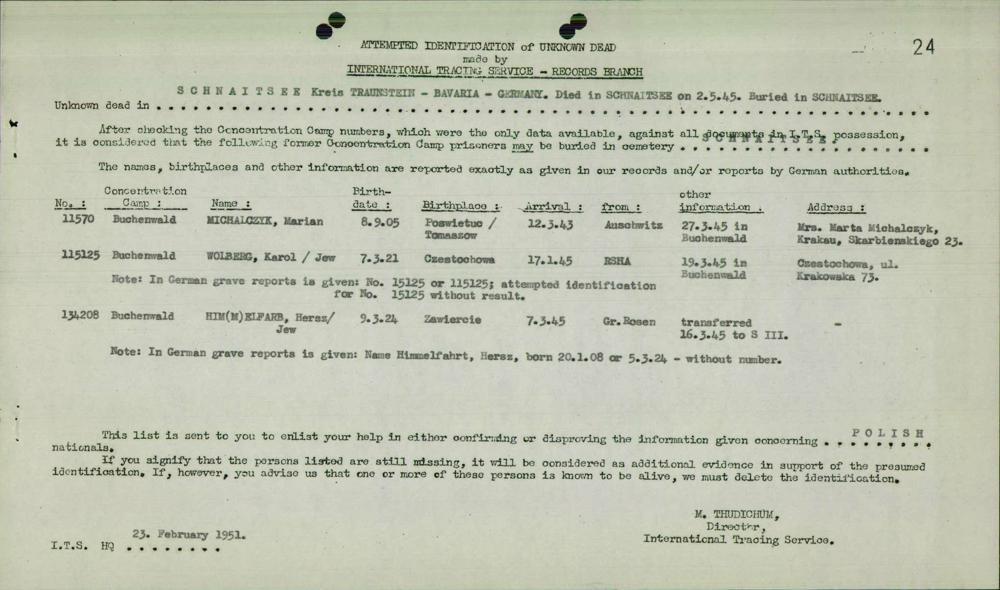 24
ATTEMPTED IDENTIFICATION of UNKNOWN DEAD
made by
INTERNATIONAL TRACING SERVICE - RECORDS BRANCH
SCHNAITSEE Kreis TRAUNSTEIN - BAVARIA - GERMANY. Died in SCHNAITSEE on 2.5.45. Buried in SCHNAITSEE.
Unknown dead in . . . . . . . . . . . . . . . . . . . .
After checking the Concentration Camp numbers, which were the only data available, against all documents in I.T.S. possession,
it is considered that the following former Concentration Camp prisoners may be buried in cemetery . . SCHNAITSEE. . . . .
The names, birthplaces and other information are reported exactly as given in our records and/or reports by German authorities.
Concentration Birth- other
No. : Camp : Name : date : Birthplace : Arrival : from : information : Address :
11570 Buchenwald MICHALCZYK, Marian 8.9.05 Poswietuc / 12.3.43 Auschwitz 27.3.45 in Mrs. Marta Michalczyk,
Tomaszow Buchenwald Krakau, Skarbienskiego 23.
115125 Buchenwald WOLBERG, Karol / Jew 7.3.21 Czestochowa 17.1.45 RSHA 19.3.45 in Czestochowa, ul.
Buchenwald Krakowska 73.
Note: In German grave reports is given: No. 15125 or 115125; attempted identification
for No. 15125 without result.
134208 Buchenwald HIM(M)ELFARB, Hersz/ 9.3.24 Zawiercie 7.3.45 Gr.Rosen transferred -
Jew 16.3.45 to S III.
Note: In German grave reports is given: Name Himmelfahrt, Hersz, born 20.1.08 or 5.3.24 - without number.
This list is sent to you to enlist your help in either confirming or disproving the information given concerning . POLISH . .
nationals.
If you signify that the persons listed are still missing, it will be considered as additional evidence in support of the presumed
identification. If, however, you advise us that one or more of these persons is known to be alive, we must delete the identification.
M. THUDICHUM,
Director,
International Tracing Service.
23. February 1951.
I.T.S. HQ . . . . . . . .